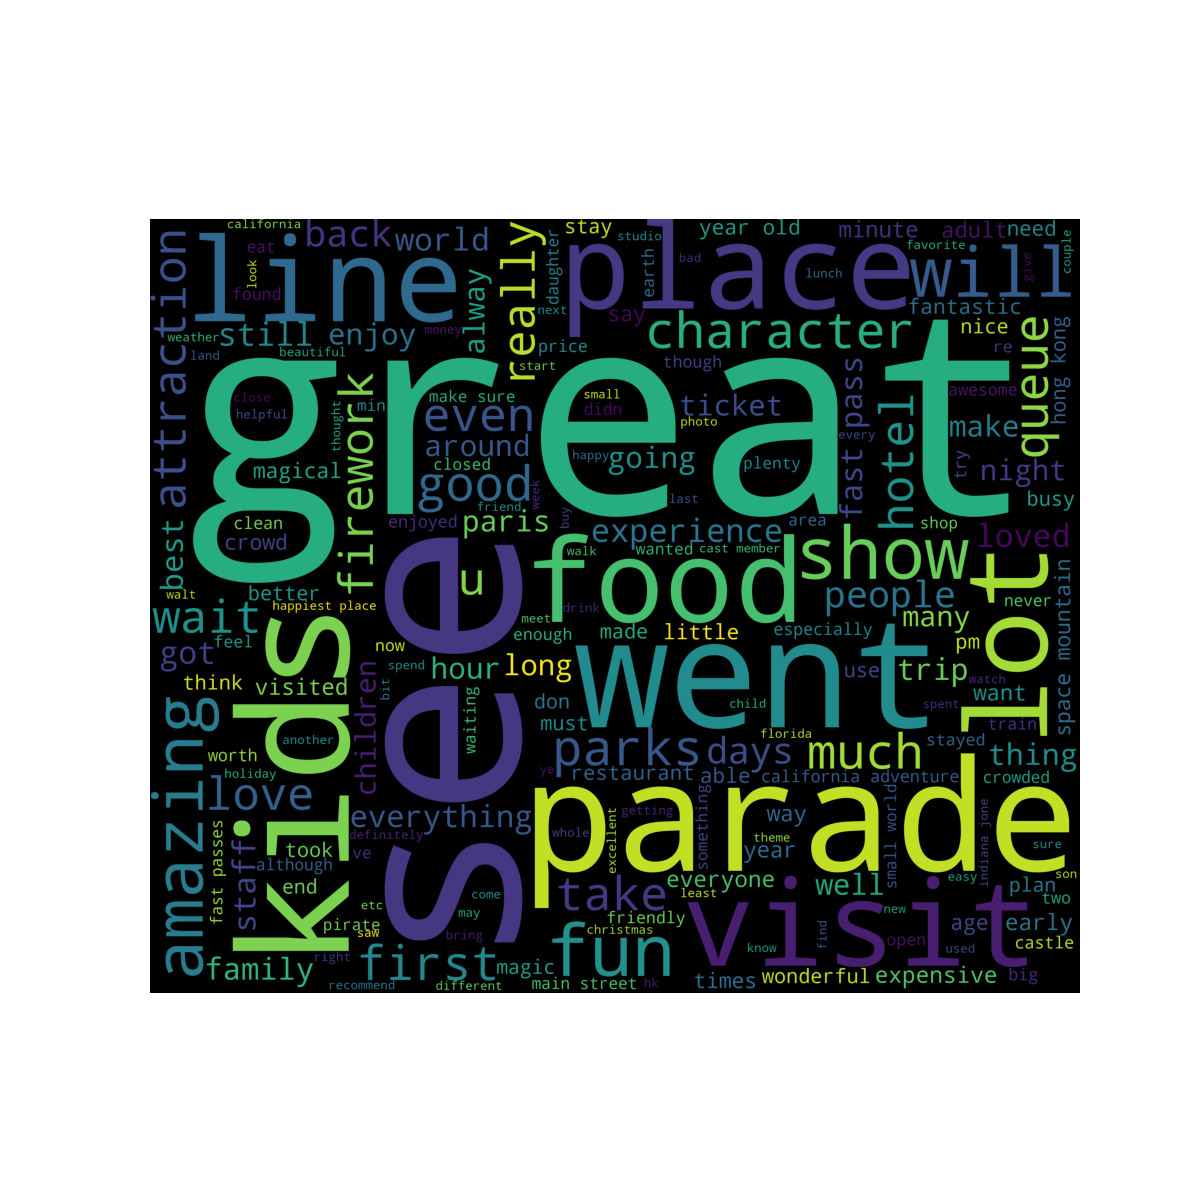 california
back
world
really
stay
studio
place
year old
minute
adult
need
attraction
look
eat
found
line
alway
daughter
next
earth
bad
lunch
favorite
will
give
couple
weather
still
enjoy
money
say
character
fantastic
nice
land
beautiful
price
start
though
re
queue
hong kong
great
close
helpful
thought
min
firework
make sure
even
small
didn
photo
ticket
fast pass
every
hotel
awesome
make
try
magical
around
closed
good
happy
going
plenty
night
busy
best
clean
crowd
enjoyed
friend
week
paris
buy
last
experience
area
shop
loved
see
u
food
walk
wanted
cast member
show
walt
better
happiest place
drink
people
never
wait
feel
kids
now
meet
enough
made
little
especially
many
lot
pm
space mountain
got
think
visited
children
spend
bit
hour
waiting
long
went
use
trip
watch
want
don
must
child
spent
train
amazing
another
worth
holiday
love
parks
days
florida
much
stayed
thing
restaurant
able
california adventure
crowded
ye
parade
everything
definitely
fast passes
staff
although
took
ve
whole
excellent
getting
something
theme
way
year
small world
indiana jone
sure
end
come
take
everyone
least
well
easy
son
plan
two
pirate
etc
may
friendly
visit
new
age
early
saw
bring
fun
christmas
know
find
open
used
castle
family
right
first
magic
main street
hk
times
wonderful
expensive
big
recommend
different